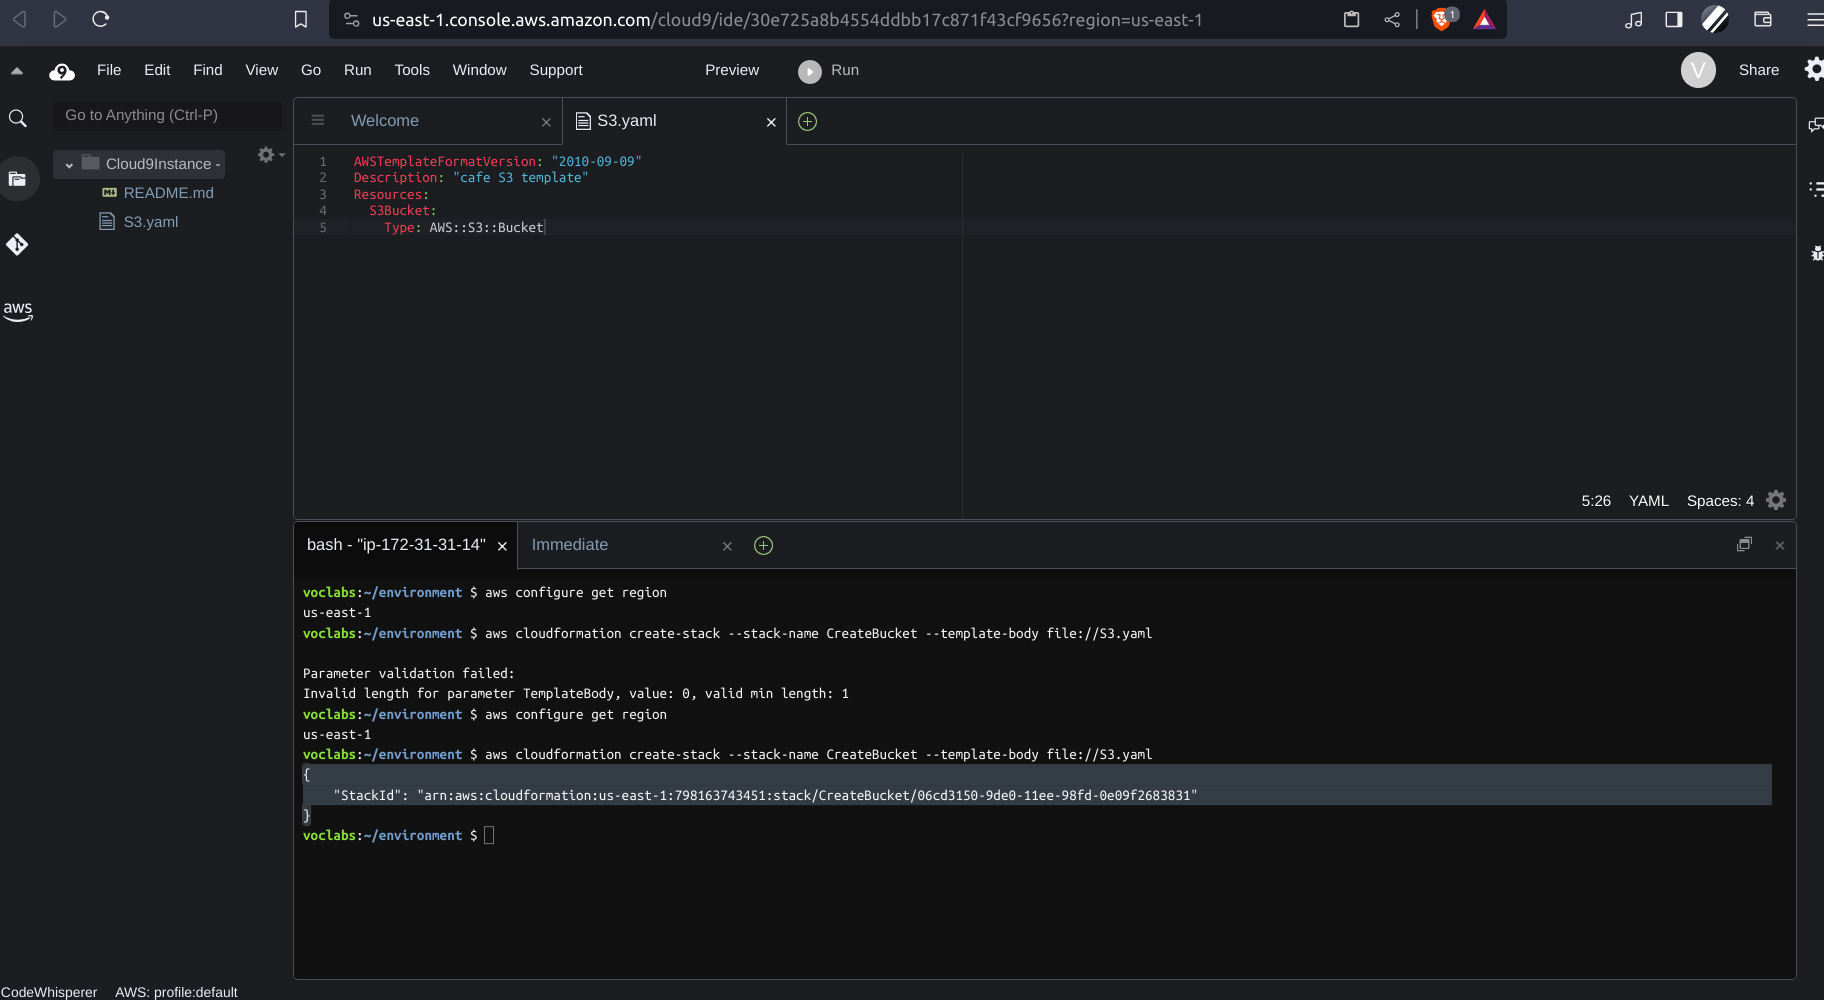 us-east-1.console.aws.amazon.com/cloud9/ide/30e725a8b4554ddbb17c871f43cf9656?region=us-east-1
1
9 File Edit Find View Go Run Tools Window Support Preview Run V Share
Go to Anything (Ctrl-P)
Welcome
S3.yaml
Cloud9Instance -
README.md
S3.yaml
aws
1 AWSTemplateFormatVersion: "2010-09-09"
2 Description: "cafe S3 template"
3 Resources:
4 S3Bucket:
5 Type: AWS::S3::Bucket
5:26 YAML Spaces: 4
bash - "ip-172-31-31-14" Immediate
voclabs:~/environment $ aws configure get region
us-east-1
voclabs:~/environment $ aws cloudformation create-stack --stack-name CreateBucket --template-body file://S3.yaml
Parameter validation failed:
Invalid length for parameter TemplateBody, value: 0, valid min length: 1
voclabs:~/environment $ aws configure get region
us-east-1
voclabs:~/environment $ aws cloudformation create-stack --stack-name CreateBucket --template-body file://S3.yaml
{
"StackId": "arn:aws:cloudformation:us-east-1:798163743451:stack/CreateBucket/06cd3150-9de0-11ee-98fd-0e09f2683831"
}
voclabs:~/environment $
CodeWhisperer AWS: profile:default